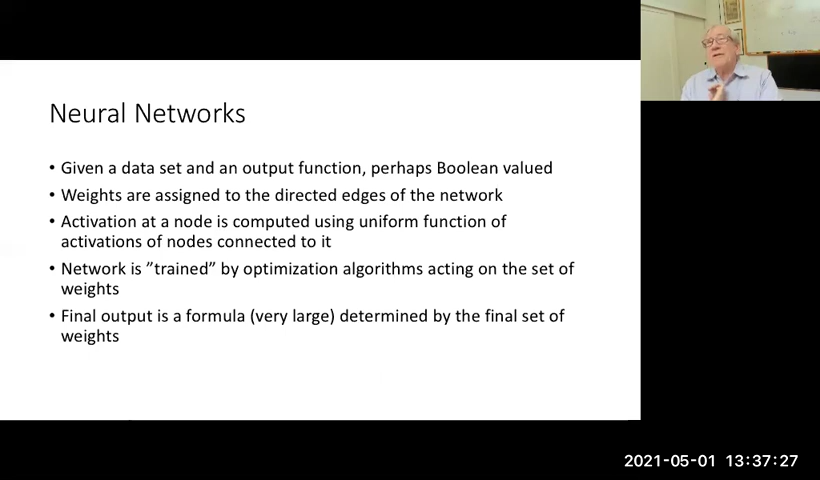 Neural Networks
• Given a data set and an output function, perhaps Boolean valued
• Weights are assigned to the directed edges of the network
• Activation at a node is computed using uniform function of
activations of nodes connected to it
• Network is ”trained” by optimization algorithms acting on the set of
weights
• Final output is a formula (very large) determined by the final set of
weights
2021-05-01 13:37:27